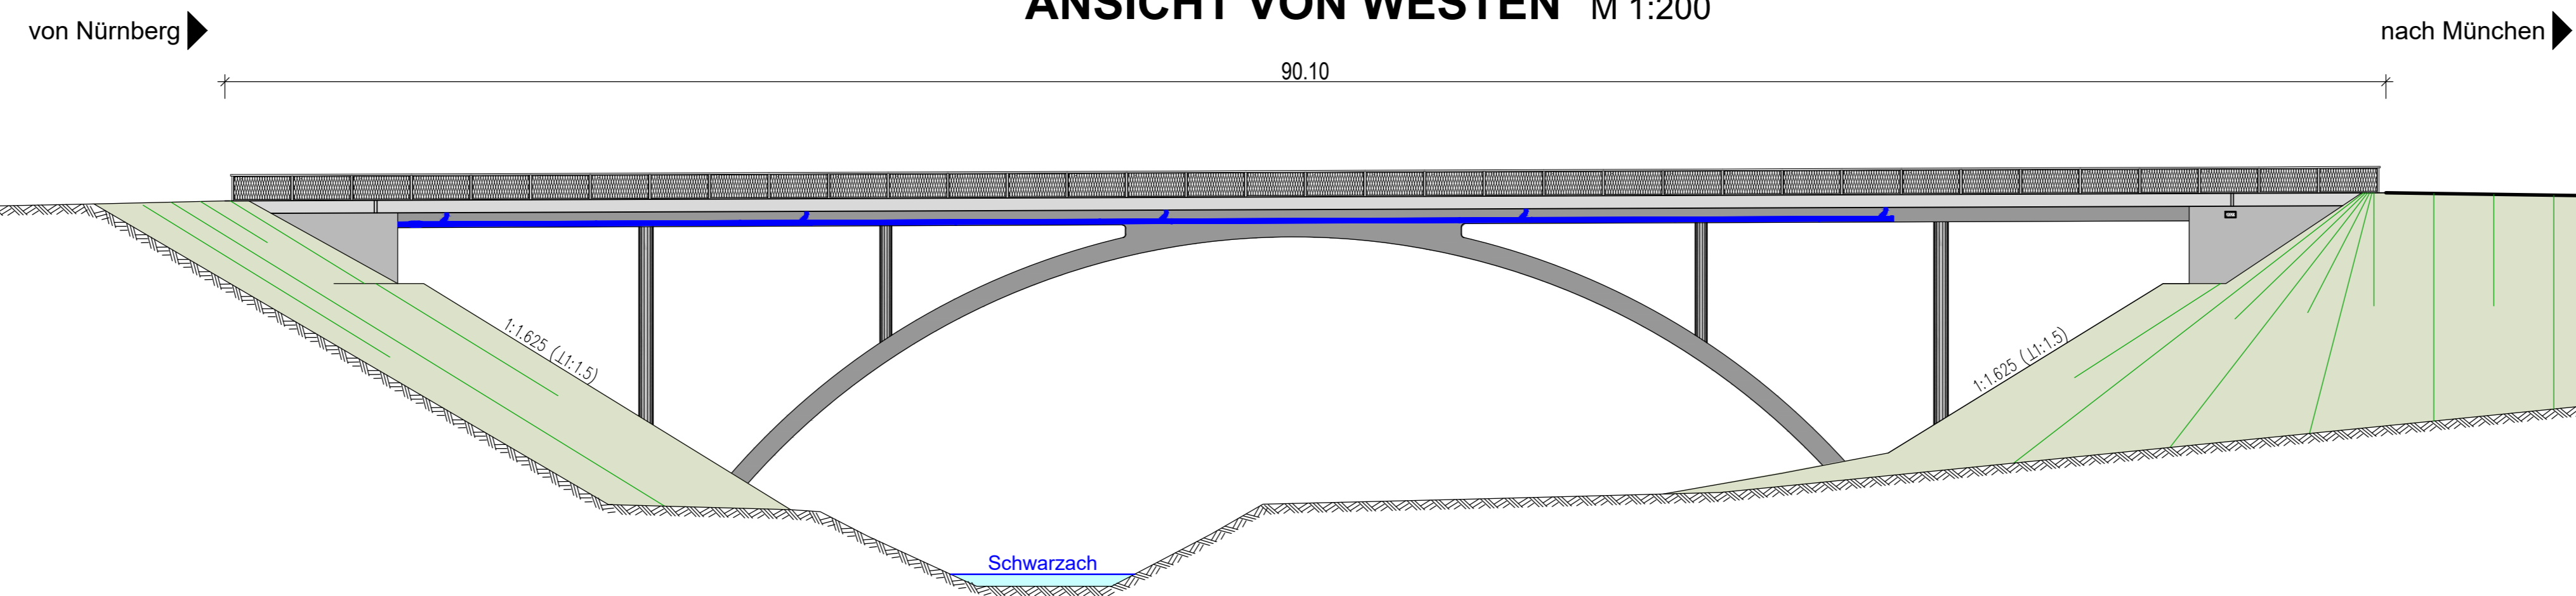 ANSICHT VON WESTEN M 1:200
von Nürnberg
nach München
90.10
1:1.625 (⊥1:1.5)
1:1.625 (⊥1:1.5)
Schwarzach